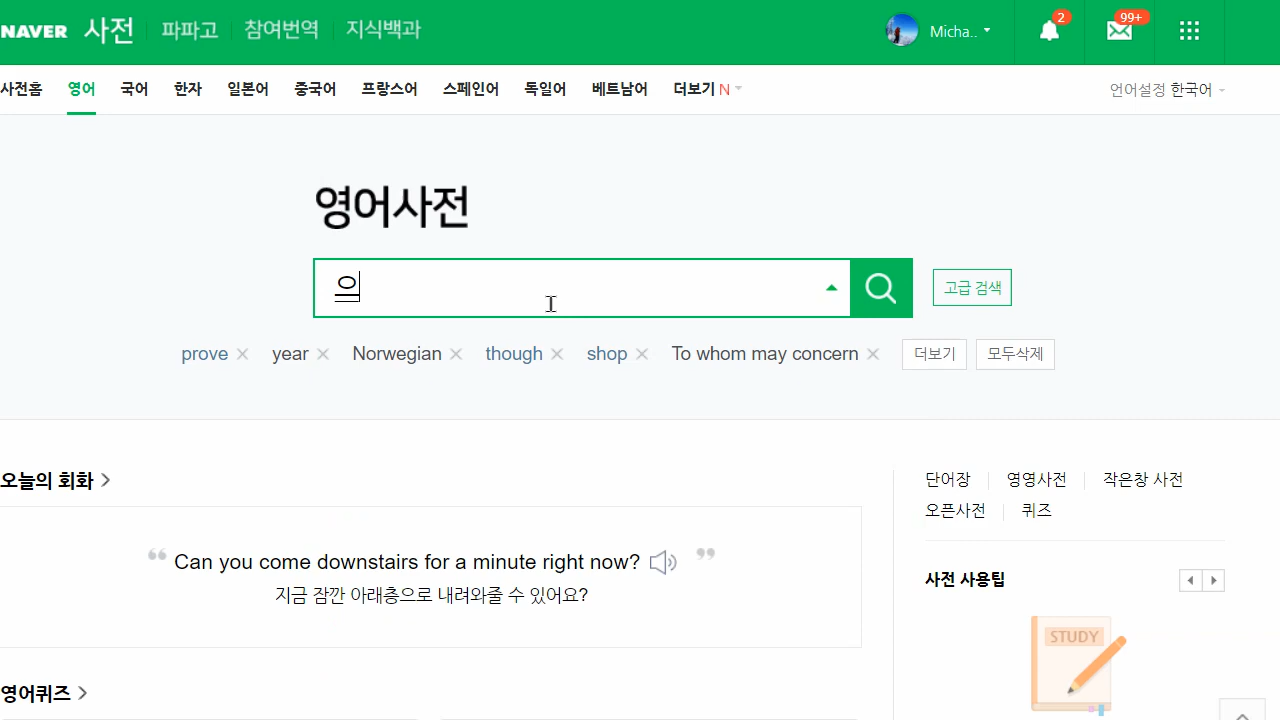 NAVER 사전 파파고 참여번역 지식백과 Micha.. 2 99+
사전홈 영어 국어 한자 일본어 중국어 프랑스어 스페인어 독일어 베트남어 더보기 N 언어설정 한국어
영어사전
으 고급 검색
prove year Norwegian though shop To whom may concern 더보기 모두삭제
오늘의 회화
“ Can you come downstairs for a minute right now? ”
지금 잠깐 아래층으로 내려와줄 수 있어요?
영어퀴즈
단어장 영영사전 작은창 사전
오픈사전 퀴즈
사전 사용팁
STUDY